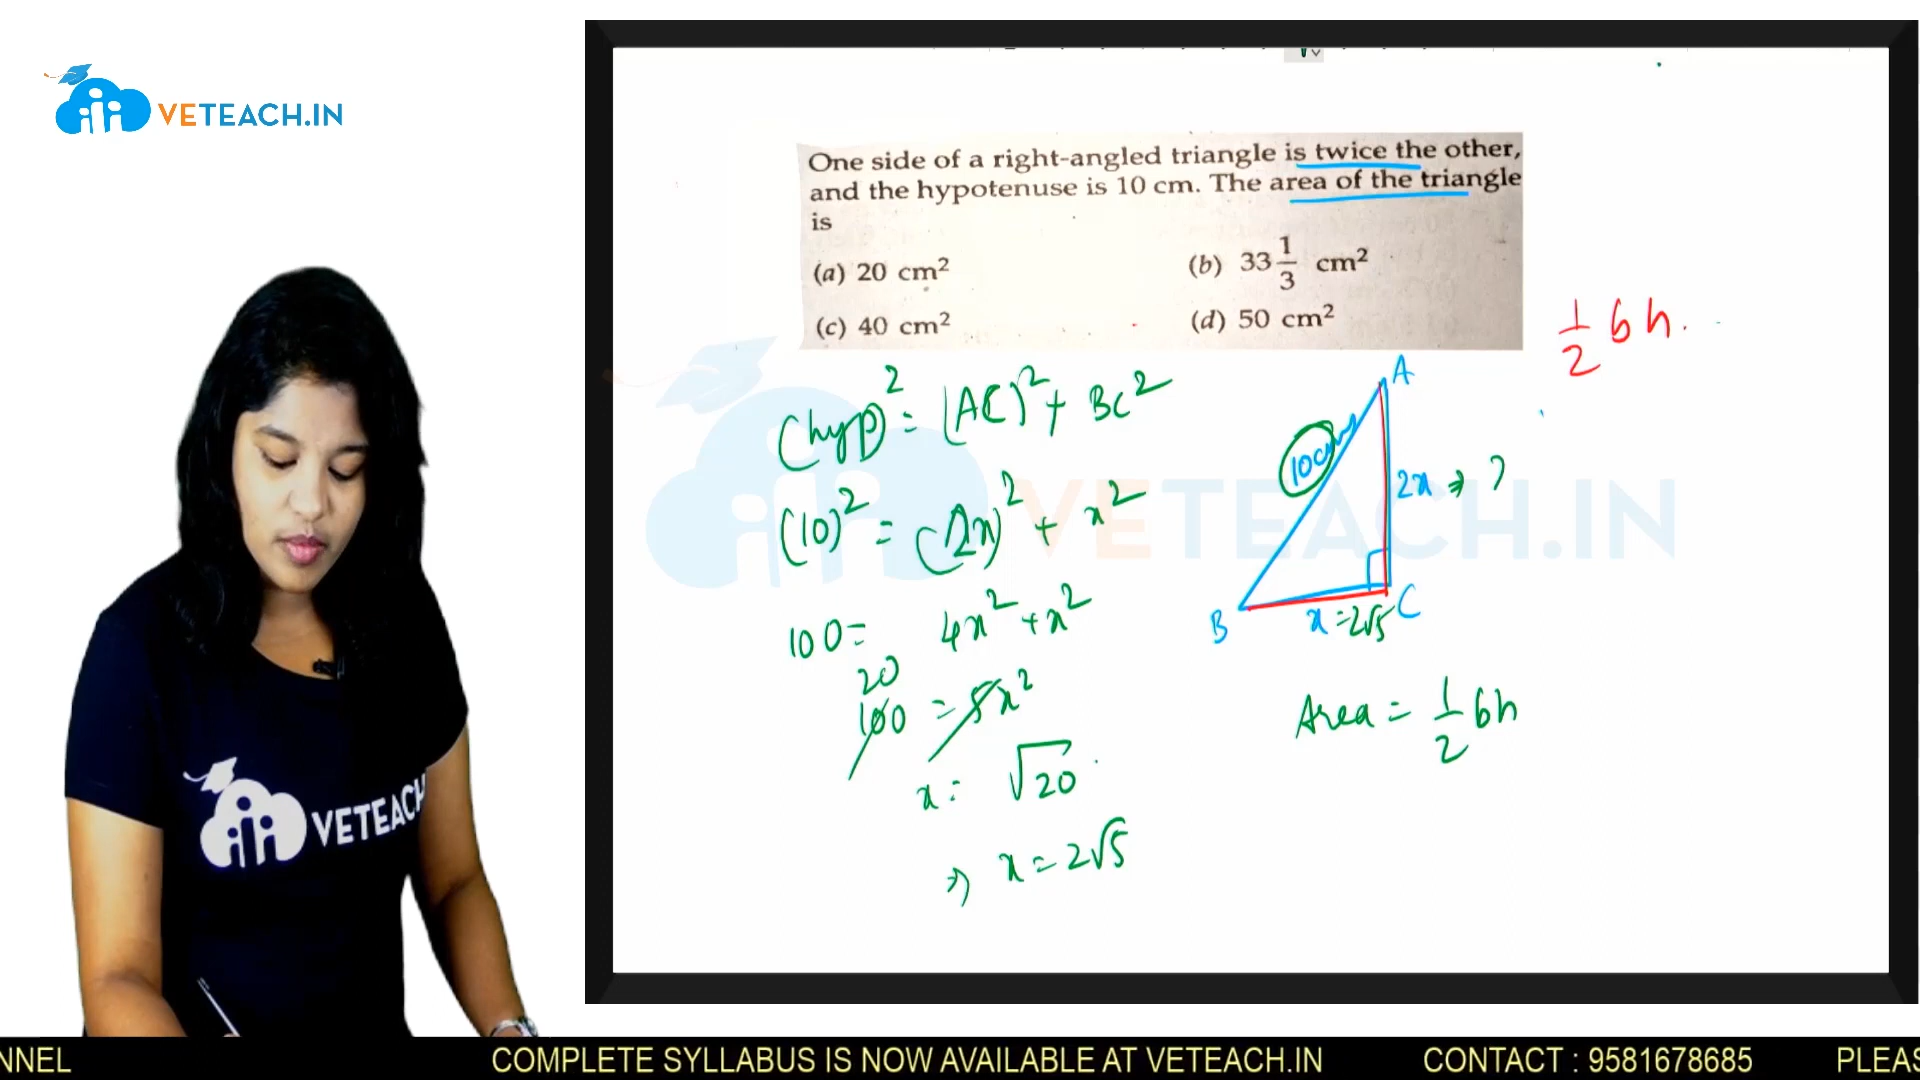 VETEACH.IN
One side of a right-angled triangle is twice the other,
and the hypotenuse is 10 cm. The area of the triangle
is
(a) 20 cm²
(b) 33 1/3 cm²
(c) 40 cm²
(d) 50 cm²
1/2 bh.
(hyp)² = (AC)² + BC²
(10)² = (2x)² + x²
100 = 4x² + x²
20
100 = 5x²
x = √20
⇒ x = 2√5
A
10cm
2x ⇒ ?
B
x = 2√5
C
Area = 1/2 bh
VETEACH.IN
VETEACH
NNEL
COMPLETE SYLLABUS IS NOW AVAILABLE AT VETEACH.IN
CONTACT : 9581678685
PLEAS